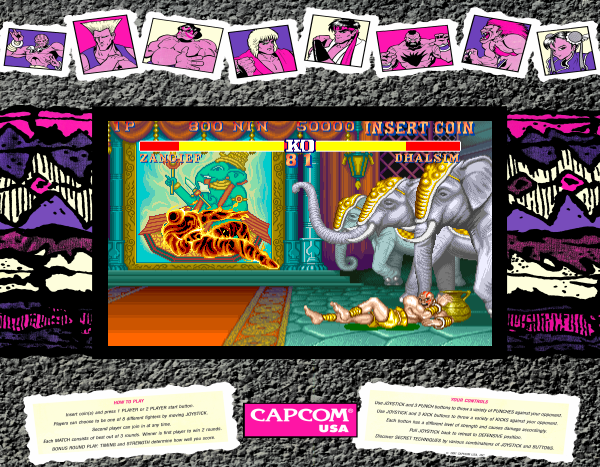 1P 800 NFN 50000 INSERT COIN
KO
ZANGIEF 81 DHALSIM
HOW TO PLAY
Insert coin(s) and press 1 PLAYER or 2 PLAYER start button.
Players can choose to be one of 8 different fighters by moving JOYSTICK.
Second player can join in at any time.
Each MATCH consists of best out of 3 rounds. Winner is first player to win 2 rounds.
BONUS ROUND PLAY: TIMING and STRENGTH determine how well you score.
CAPCOM
USA
YOUR CONTROLS
Use JOYSTICK and 3 PUNCH buttons to throw a variety of PUNCHES against your opponent.
Use JOYSTICK and 3 KICK buttons to throw a variety of KICKS against your opponent.
Each button has a different level of strength and causes damage accordingly.
Pull JOYSTICK back to retreat to DEFENSIVE position.
Discover SECRET TECHNIQUES by various combinations of JOYSTICK and BUTTONS.